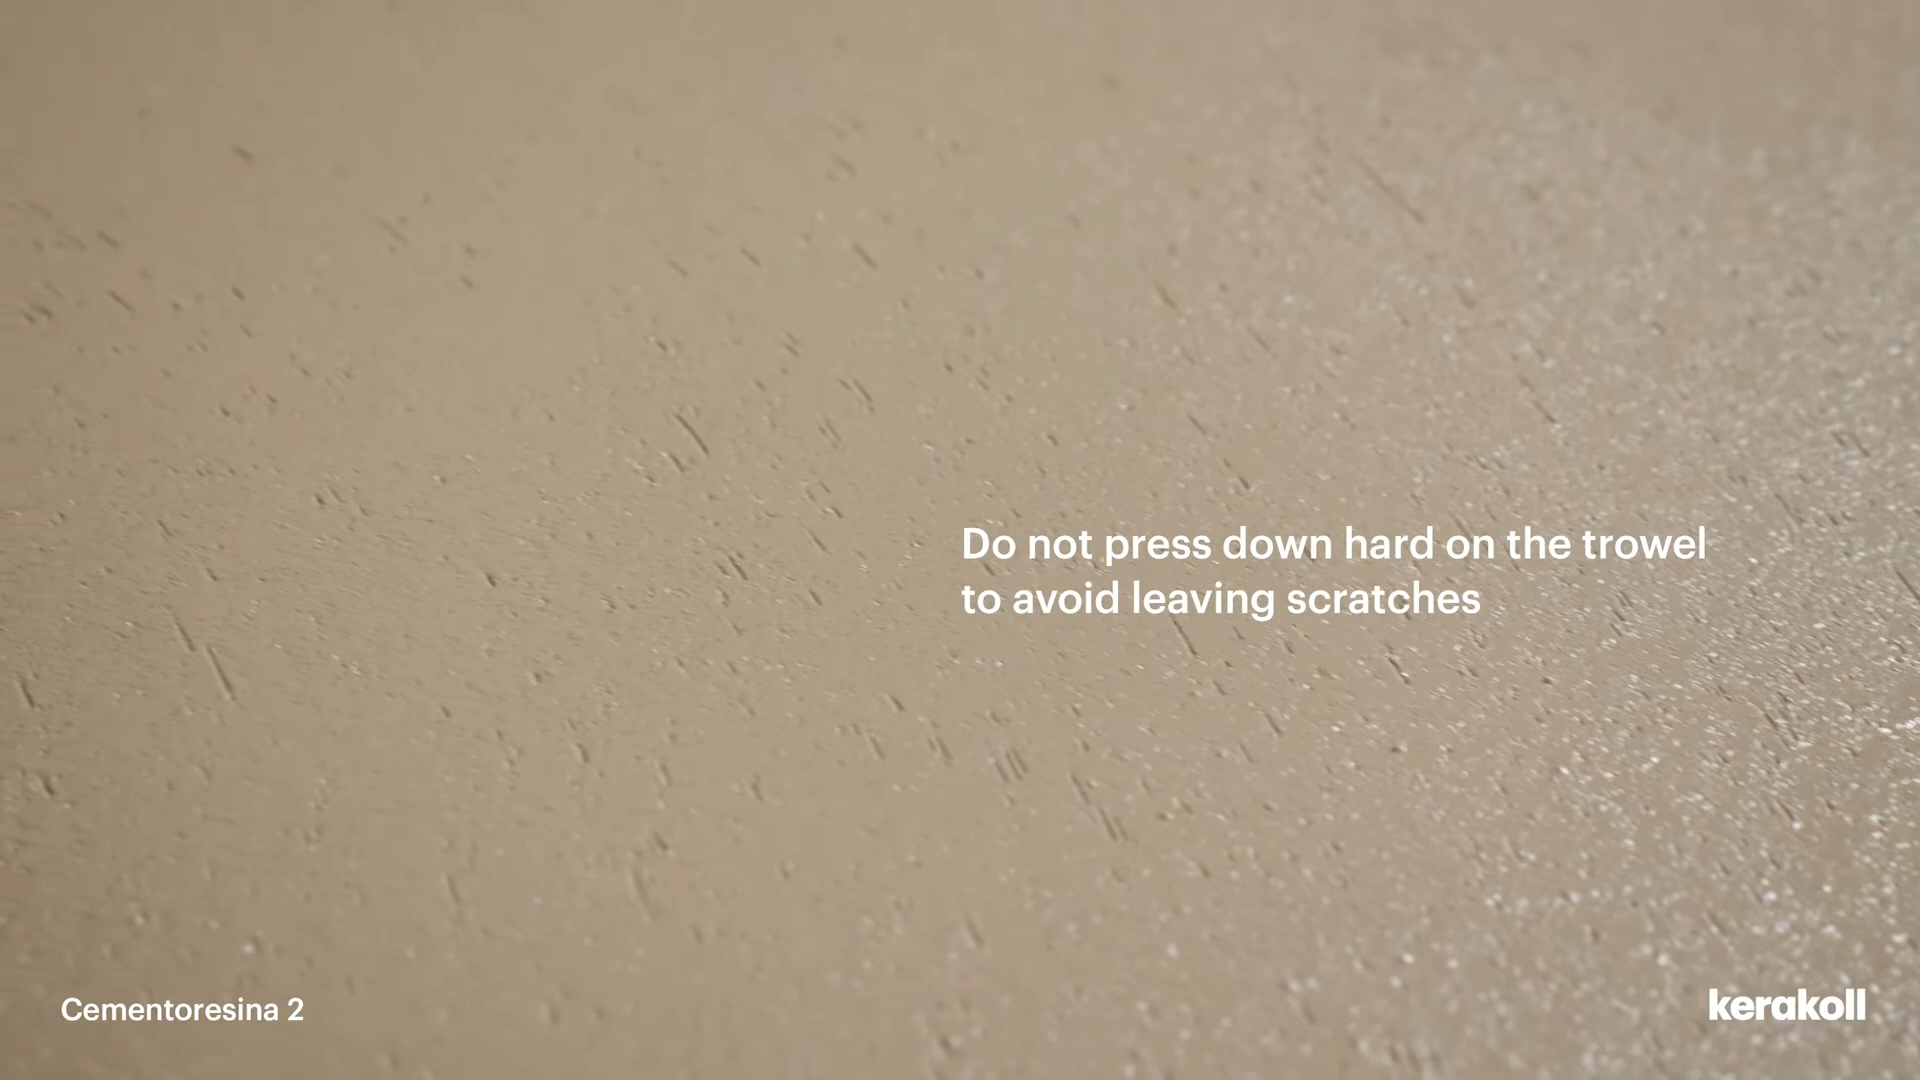 Do not press down hard on the trowel
to avoid leaving scratches
Cementoresina 2
kerakoll